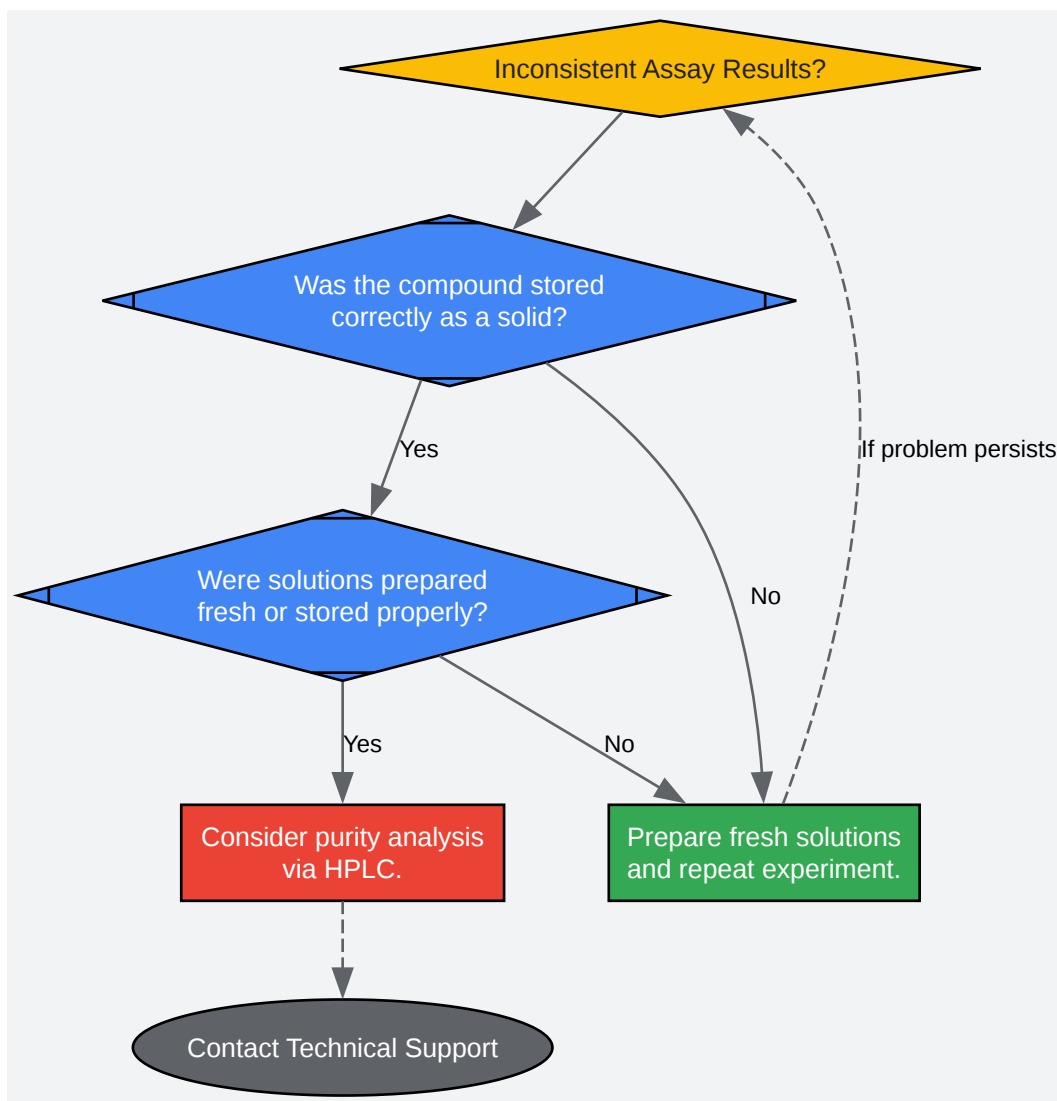 Inconsistent Assay Results?
Was the compound stored
correctly as a solid?
Yes
If problem persists
Were solutions prepared
fresh or stored properly?
No
Yes
No
Consider purity analysis
via HPLC.
Prepare fresh solutions
and repeat experiment.
Contact Technical Support